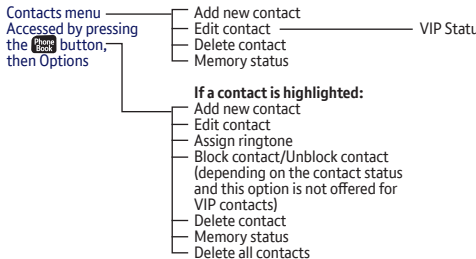 Contacts menu
Accessed by pressing
the Phone Book button,
then Options
Add new contact
Edit contact
VIP Statu
Delete contact
Memory status
If a contact is highlighted:
Add new contact
Edit contact
Assign ringtone
Block contact/Unblock contact
(depending on the contact status
and this option is not offered for
VIP contacts)
Delete contact
Memory status
Delete all contacts